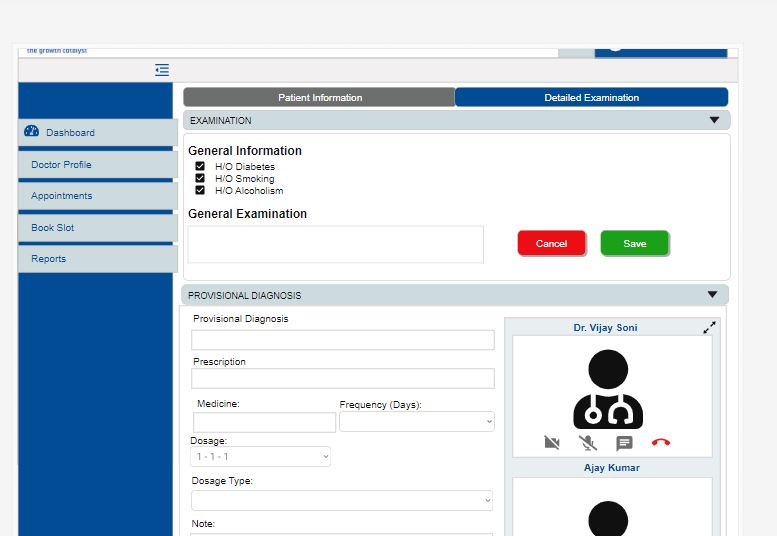 the growth catalyst
Patient Information
Detailed Examination
EXAMINATION
General Information
H/O Diabetes
H/O Smoking
H/O Alcoholism
General Examination
Cancel
Save
Dashboard
Doctor Profile
Appointments
Book Slot
Reports
PROVISIONAL DIAGNOSIS
Provisional Diagnosis
Prescription
Medicine:
Frequency (Days):
Dosage:
1 - 1 - 1
Dosage Type:
Note:
Dr. Vijay Soni
Ajay Kumar